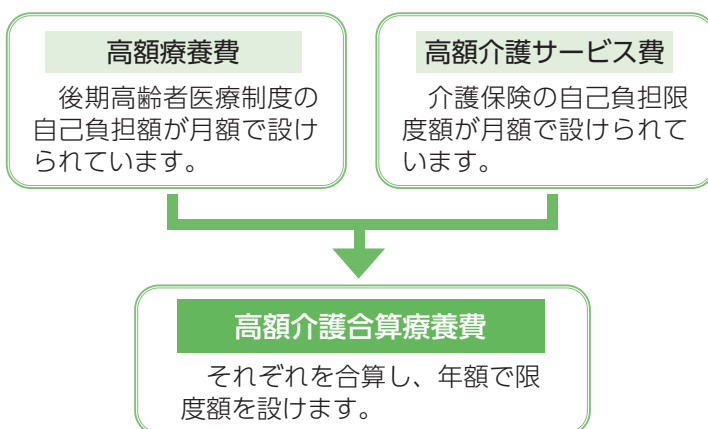 高額療養費
後期高齢者医療制度の
自己負担額が月額で設け
られています。
高額介護サービス費
介護保険の自己負担限
度額が月額で設けられて
います。
高額介護合算療養費
それぞれを合算し、年額で限
度額を設けます。